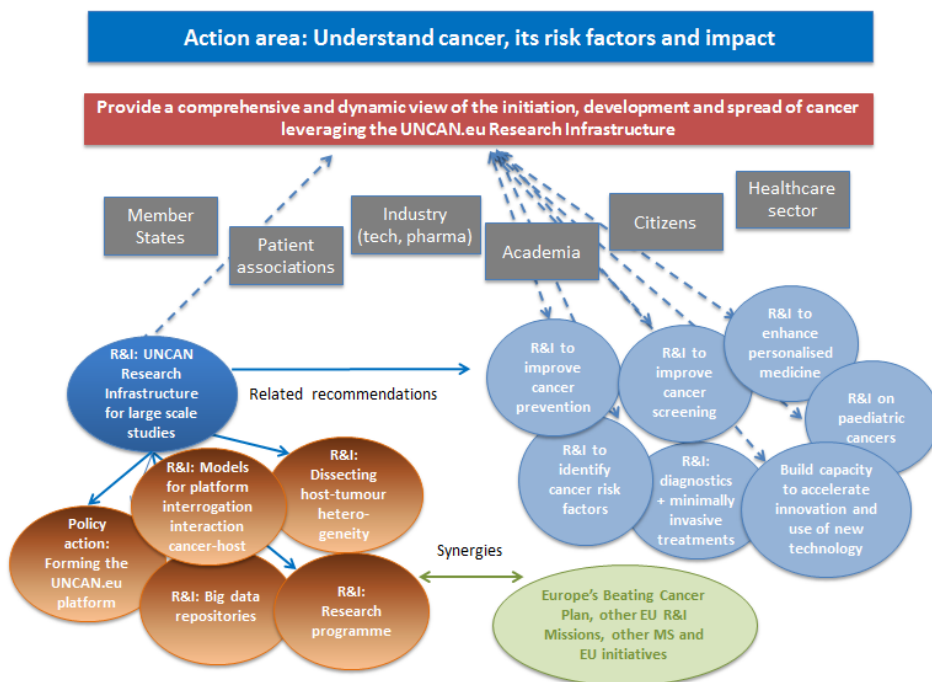 Action area: Understand cancer, its risk factors and impact
Provide a comprehensive and dynamic view of the initiation, development and spread of cancer
leveraging the UNCAN.eu Research Infrastructure
Member
States
Patient
associations
Industry
(tech, pharma)
Academia
Citizens
Healthcare
sector
R&I: UNCAN
Research
Infrastructure
for large scale
studies
Related recommendations
R&I to
improve
cancer
prevention
R&I to
improve
cancer
screening
R&I to
enhance
personalised
medicine
R&I on
paediatric
cancers
R&I to
identify
cancer risk
factors
R&I:
diagnostics
+ minimally
invasive
treatments
Build capacity
to accelerate
innovation and
use of new
technology
Policy
action:
Forming the
UNCAN.eu
platform
R&I: Models
for platform
interrogation
interaction
cancer-host
R&I:
Dissecting
host-tumour
hetero-
geneity
R&I: Big data
repositories
R&I:
Research
programme
Synergies
Europe's Beating Cancer
Plan, other EU R&I
Missions, other MS and
EU initiatives